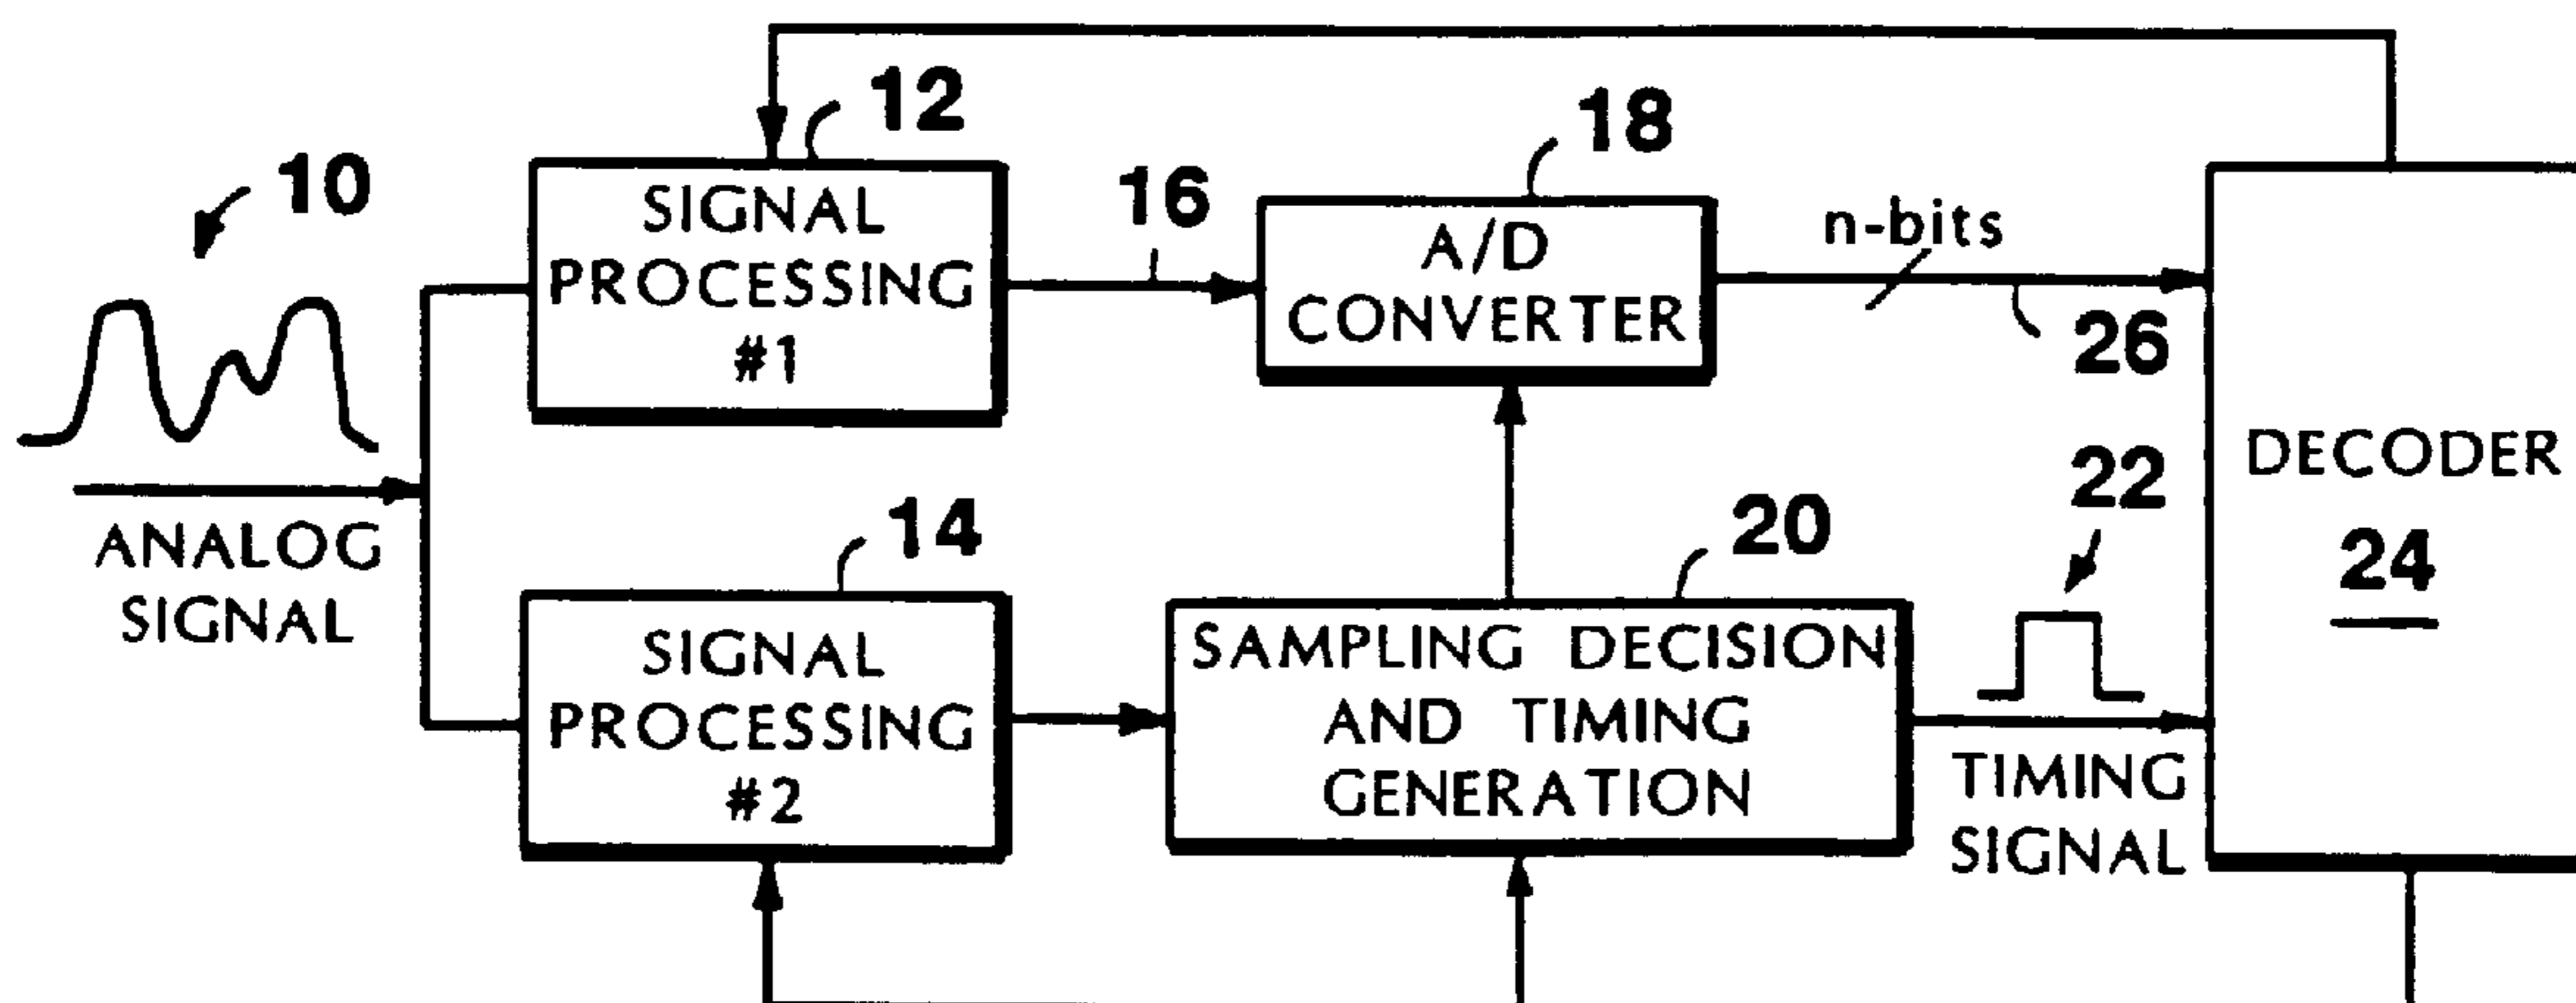 12
18
10
SIGNAL
PROCESSING
#1
16
A/D
CONVERTER
n-bits
26
DECODER
24
22
ANALOG
SIGNAL
14
SIGNAL
PROCESSING
#2
20
SAMPLING DECISION
AND TIMING
GENERATION
TIMING
SIGNAL